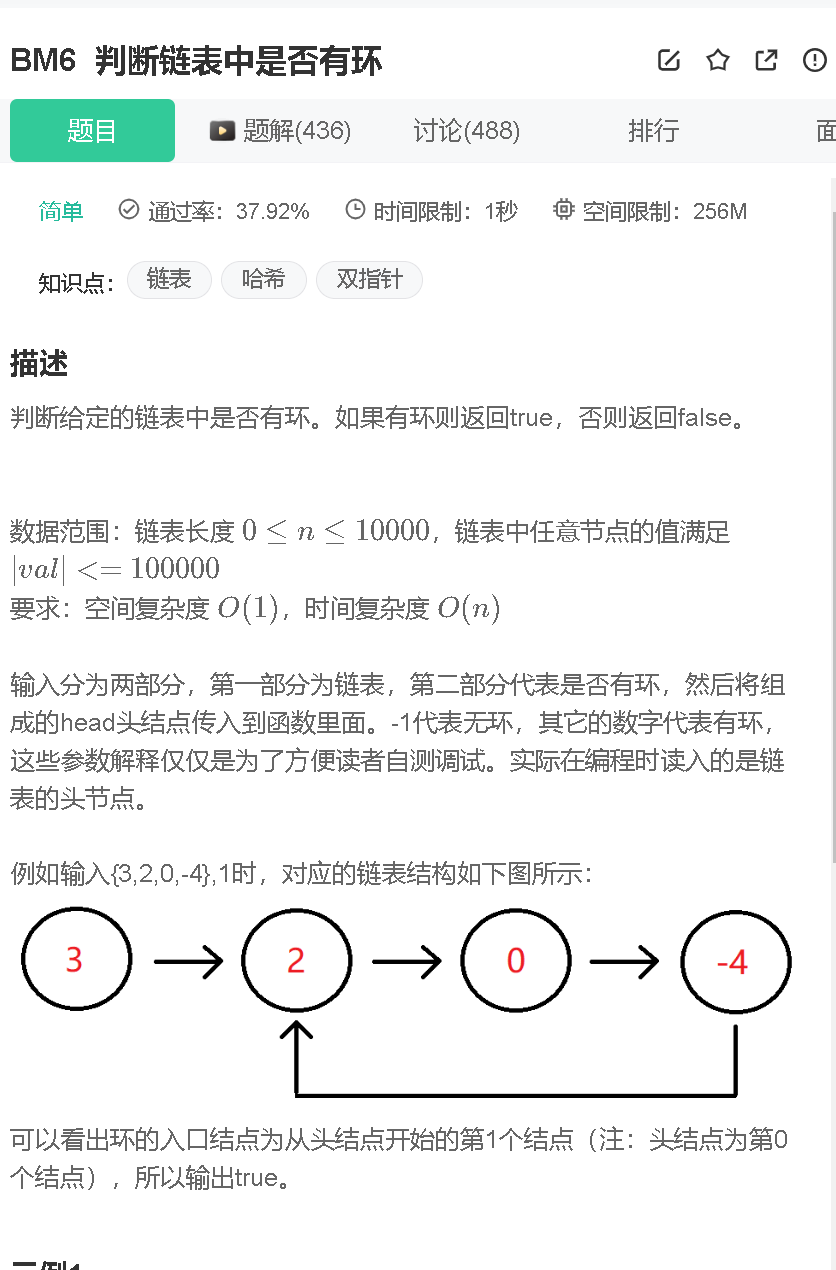 BM6 判断链表中是否有环
题目 题解(436) 讨论(488) 排行 面
简单 通过率：37.92% 时间限制：1秒 空间限制：256M
知识点： 链表 哈希 双指针
描述
判断给定的链表中是否有环。如果有环则返回true，否则返回false。
数据范围：链表长度 0 ≤ n ≤ 10000，链表中任意节点的值满足
|val| <= 100000
要求：空间复杂度 O(1)，时间复杂度 O(n)
输入分为两部分，第一部分为链表，第二部分代表是否有环，然后将组
成的head头结点传入到函数里面。-1代表无环，其它的数字代表有环，
这些参数解释仅仅是为了方便读者自测调试。实际在编程时读入的是链
表的头节点。
例如输入{3,2,0,-4},1时，对应的链表结构如下图所示：
3 2 0 -4
可以看出环的入口结点为从头结点开始的第1个结点（注：头结点为第0
个结点），所以输出true。